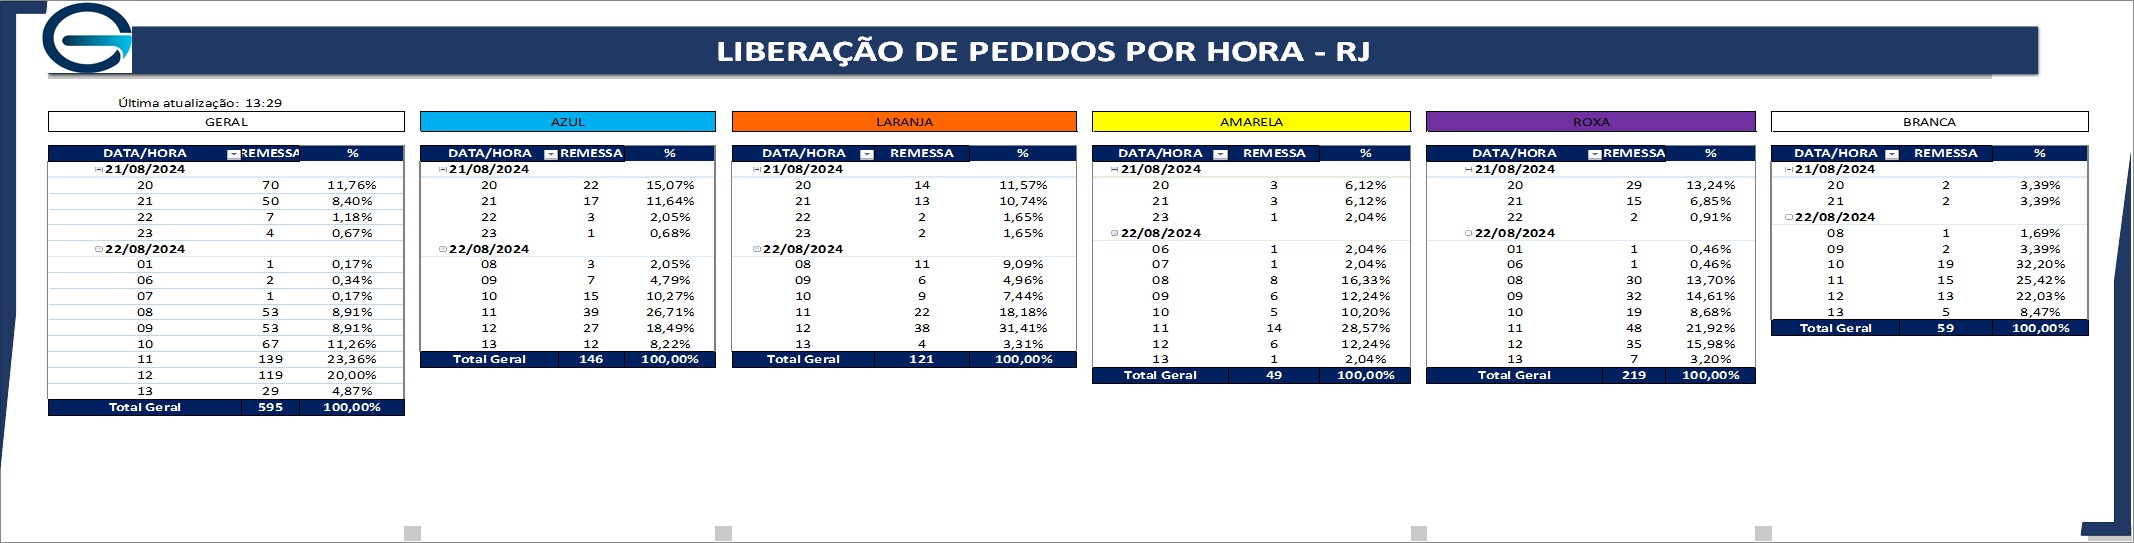 LIBERAÇÃO DE PEDIDOS POR HORA - RJ
Última atualização: 13:29
GERAL
DATA/HORA REMESSA %
21/08/2024
20 70 11,76%
21 50 8,40%
22 7 1,18%
23 4 0,67%
22/08/2024
01 1 0,17%
06 2 0,34%
07 1 0,17%
08 53 8,91%
09 53 8,91%
10 67 11,26%
11 139 23,36%
12 119 20,00%
13 29 4,87%
Total Geral 595 100,00%
AZUL
DATA/HORA REMESSA %
21/08/2024
20 22 15,07%
21 17 11,64%
22 3 2,05%
23 1 0,68%
22/08/2024
08 3 2,05%
09 7 4,79%
10 15 10,27%
11 39 26,71%
12 27 18,49%
13 12 8,22%
Total Geral 146 100,00%
LARANJA
DATA/HORA REMESSA %
21/08/2024
20 14 11,57%
21 13 10,74%
22 2 1,65%
23 2 1,65%
22/08/2024
08 11 9,09%
09 6 4,96%
10 9 7,44%
11 22 18,18%
12 38 31,41%
13 4 3,31%
Total Geral 121 100,00%
AMARELA
DATA/HORA REMESSA %
21/08/2024
20 3 6,12%
21 3 6,12%
23 1 2,04%
22/08/2024
06 1 2,04%
07 1 2,04%
08 8 16,33%
09 6 12,24%
10 5 10,20%
11 14 28,57%
12 6 12,24%
13 1 2,04%
Total Geral 49 100,00%
ROXA
DATA/HORA REMESSA %
21/08/2024
20 29 13,24%
21 15 6,85%
22 2 0,91%
22/08/2024
01 1 0,46%
06 1 0,46%
08 30 13,70%
09 32 14,61%
10 19 8,68%
11 48 21,92%
12 35 15,98%
13 7 3,20%
Total Geral 219 100,00%
BRANCA
DATA/HORA REMESSA %
21/08/2024
20 2 3,39%
21 2 3,39%
22/08/2024
08 1 1,69%
09 2 3,39%
10 19 32,20%
11 15 25,42%
12 13 22,03%
13 5 8,47%
Total Geral 59 100,00%